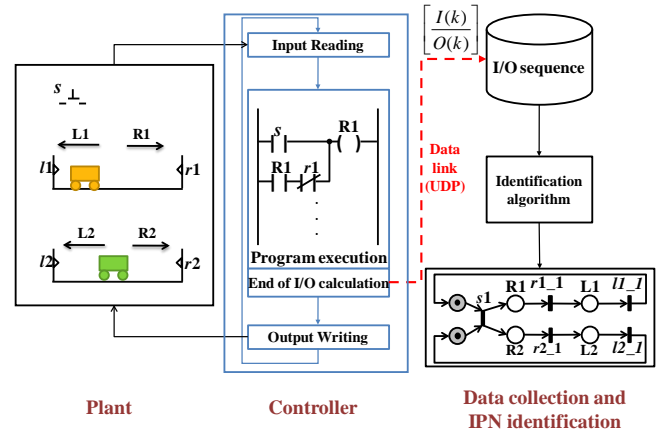 s
L1 R1
l1 r1
L2 R2
l2 r2
Plant
Input Reading
s R1
R1 r1
Program execution
End of I/O calculation
Output Writing
Controller
I(k)
O(k)
Data
link
(UDP)
I/O sequence
Identification
algorithm
s1 R1 r1_1 L1 l1_1
R2 r2_1 L2 l2_1
Data collection and
IPN identification